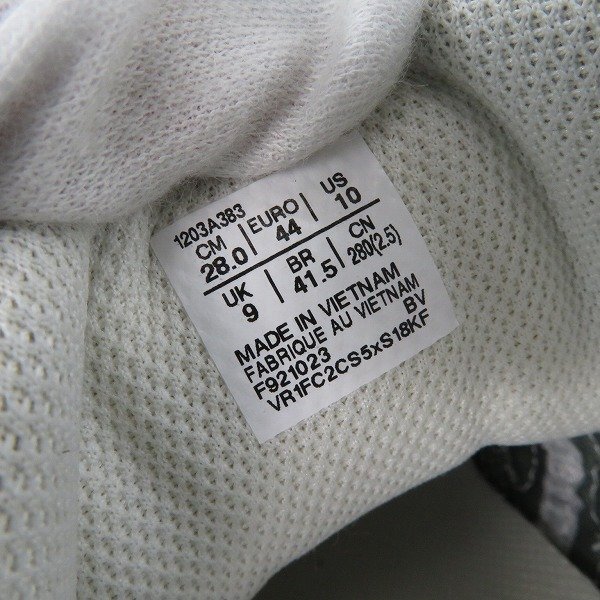 1203A383
CM EURO US
28.0 44 10
UK BR CN
9 41.5 280(2.5)
MADE IN VIETNAM
FABRIQUE AU VIETNAM
F921023 BV
VR1FC2CS5xS18KF